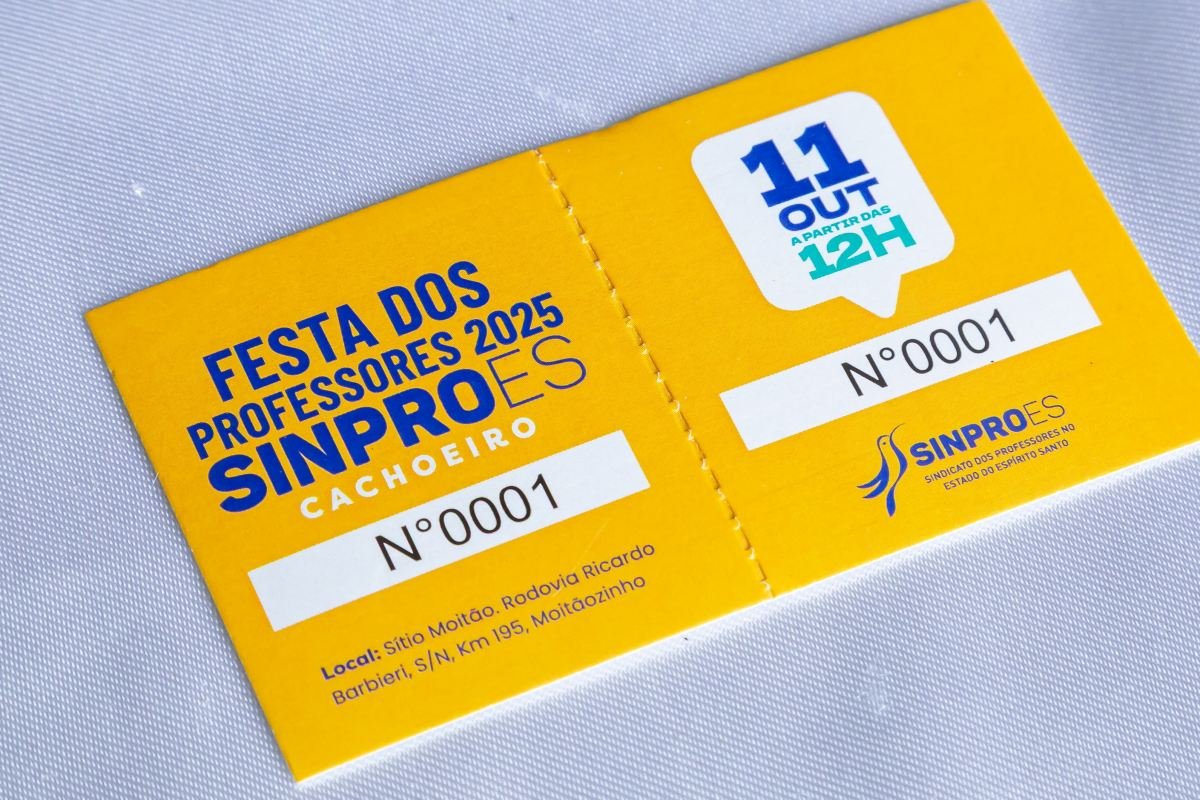 FESTA DOS
PROFESSORES 2025
SINPROES
CACHOEIRO
N°0001
Local: Sítio Moitão. Rodovia Ricardo
Barbieri, S/N, Km 195, Moitãozinho
11
OUT
A PARTIR DAS
12H
N°0001
SINPROES
SINDICATO DOS PROFESSORES NO
ESTADO DO ESPÍRITO SANTO